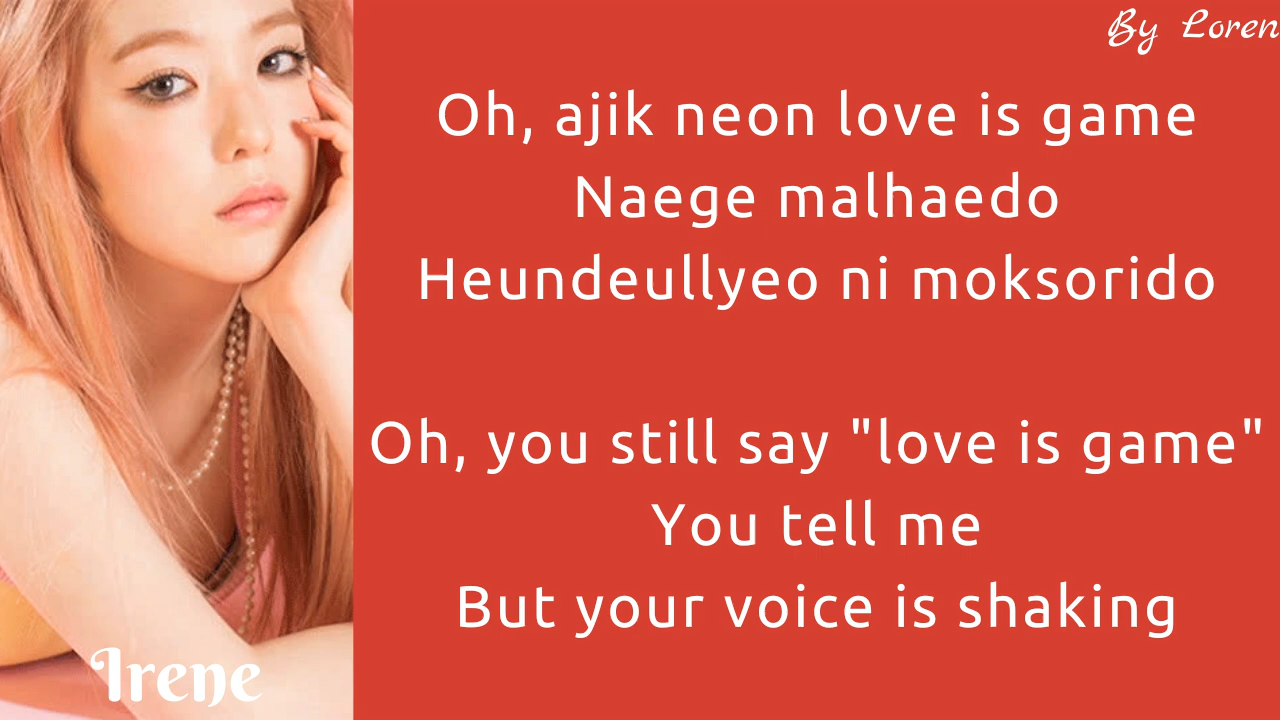 By Loren
Oh, ajik neon love is game
Naege malhaedo
Heundeullyeo ni moksorido
Oh, you still say "love is game"
You tell me
But your voice is shaking
Irene